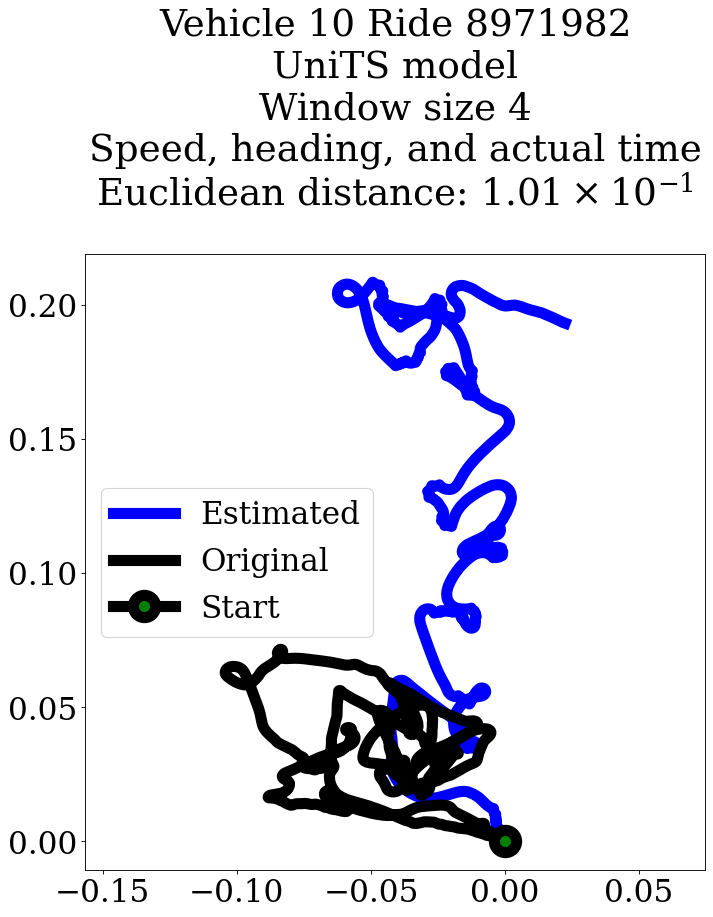 Vehicle 10 Ride 8971982
UniTS model
Window size 4
Speed, heading, and actual time
Euclidean distance: 1.01 × 10⁻¹
0.20
0.15
0.10
0.05
0.00
Estimated
Original
Start
−0.15 −0.10 −0.05 0.00 0.05